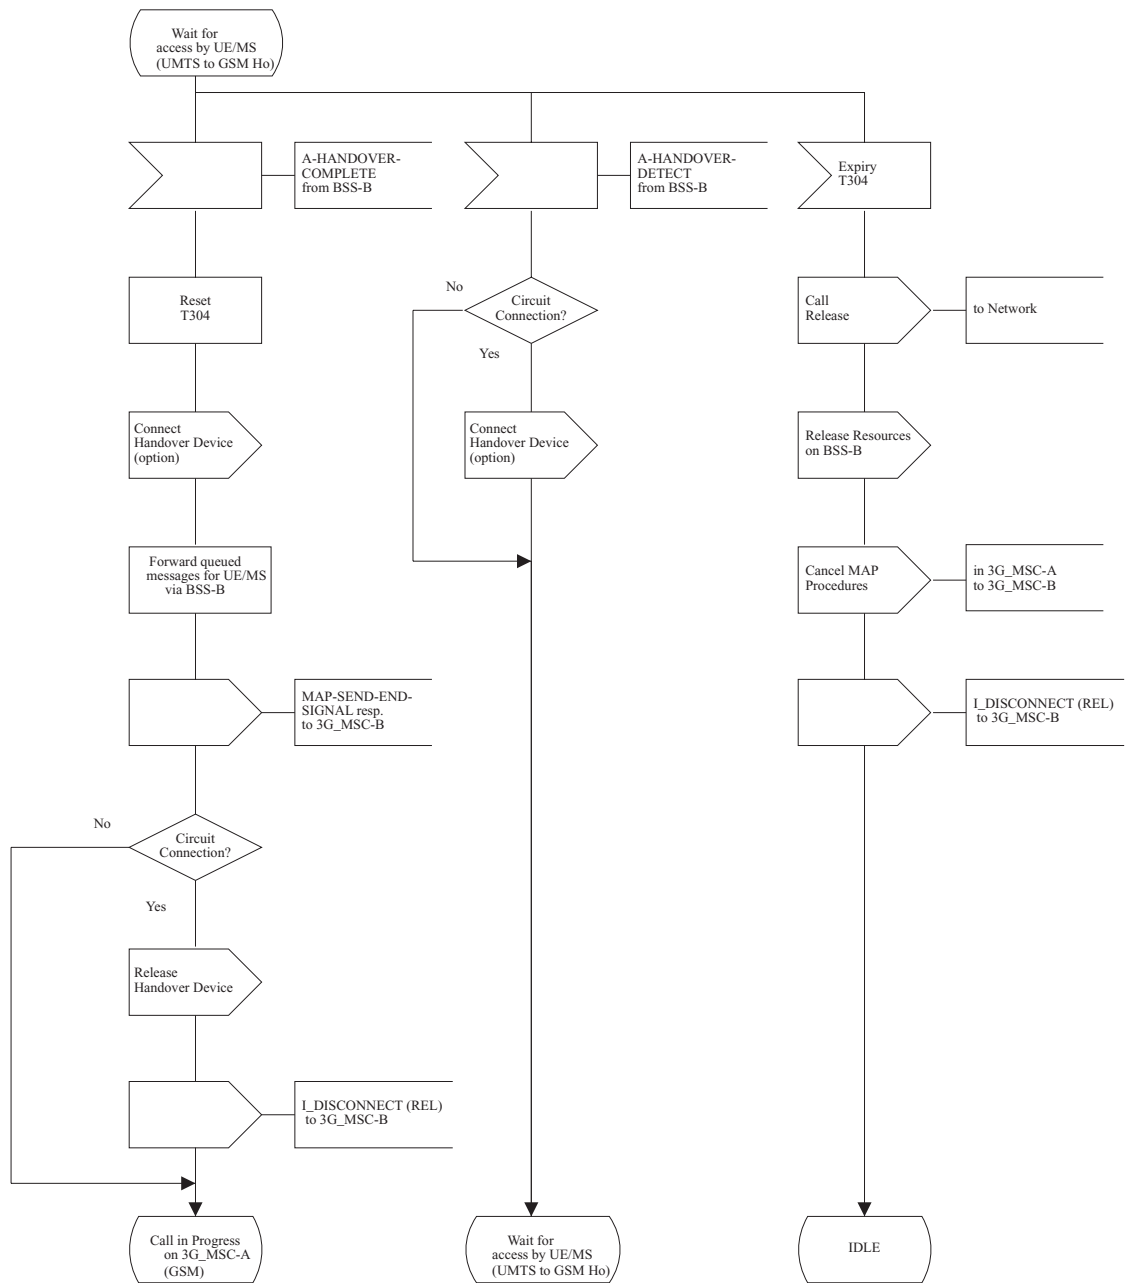 Wait for
access by UE/MS
(UMTS to GSM Ho)
A-HANDOVER-
COMPLETE
from BSS-B
A-HANDOVER-
DETECT
from BSS-B
Expiry
T304
Reset
T304
No
Circuit
Connection?
Yes
Call
Release
to Network
Connect
Handover Device
(option)
Connect
Handover Device
(option)
Release Resources
on BSS-B
Forward queued
messages for UE/MS
via BSS-B
Cancel MAP
Procedures
in 3G_MSC-A
to 3G_MSC-B
MAP-SEND-END-
SIGNAL resp.
to 3G_MSC-B
I_DISCONNECT (REL)
to 3G_MSC-B
No
Circuit
Connection?
Yes
Release
Handover Device
I_DISCONNECT (REL)
to 3G_MSC-B
Call in Progress
on 3G_MSC-A
(GSM)
Wait for
access by UE/MS
(UMTS to GSM Ho)
IDLE